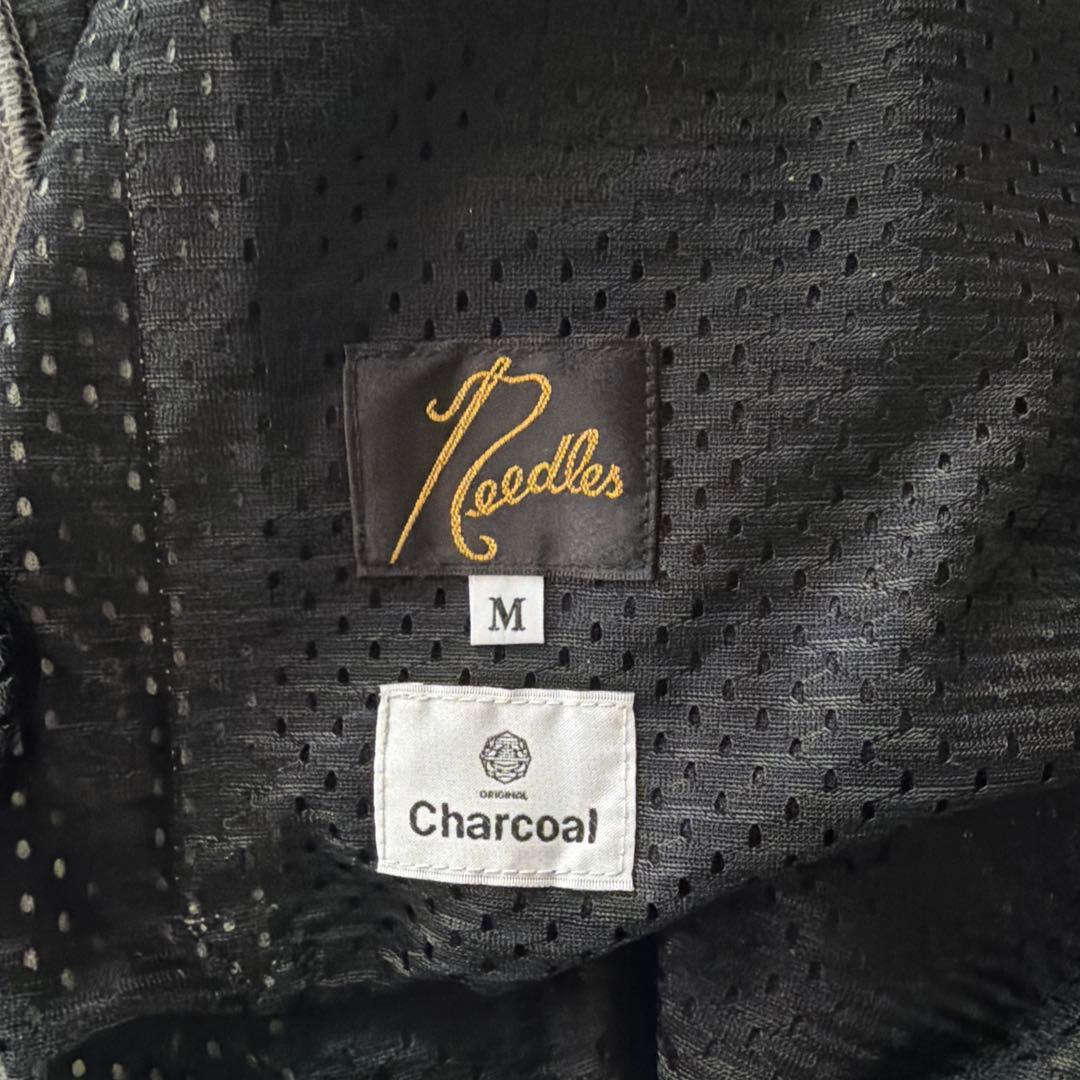 Needles
M
ORIGINAL
Charcoal